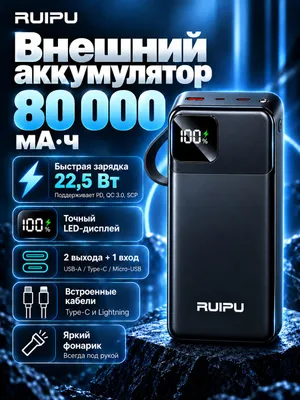 RUIPU
Внешний
аккумулятор
80 000
мА·ч
Быстрая зарядка
22,5 Вт
Поддерживает PD, QC 3.0, SCP
100%
Точный
LED-дисплей
2 выхода + 1 вход
USB-A / Type-C / Micro-USB
Встроенные
кабели
Type-C и Lightning
Яркий
фонарик
Всегда под рукой
100%
RUIPU